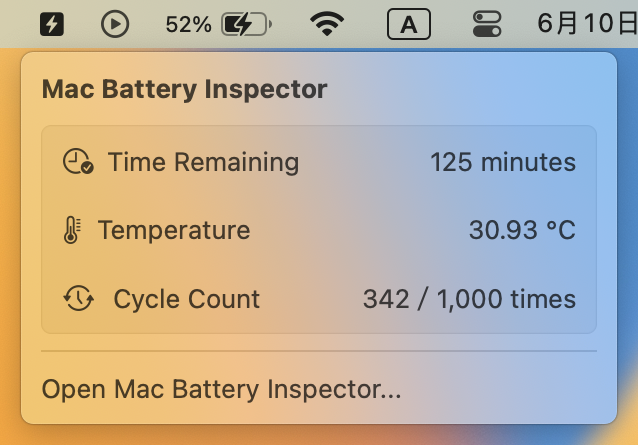 52% A 6月10日
Mac Battery Inspector
Time Remaining 125 minutes
Temperature 30.93 °C
Cycle Count 342 / 1,000 times
Open Mac Battery Inspector...